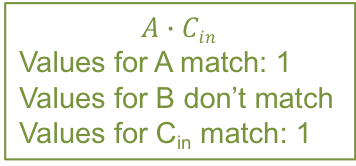 A · C_in
Values for A match: 1
Values for B don’t match
Values for C_in match: 1